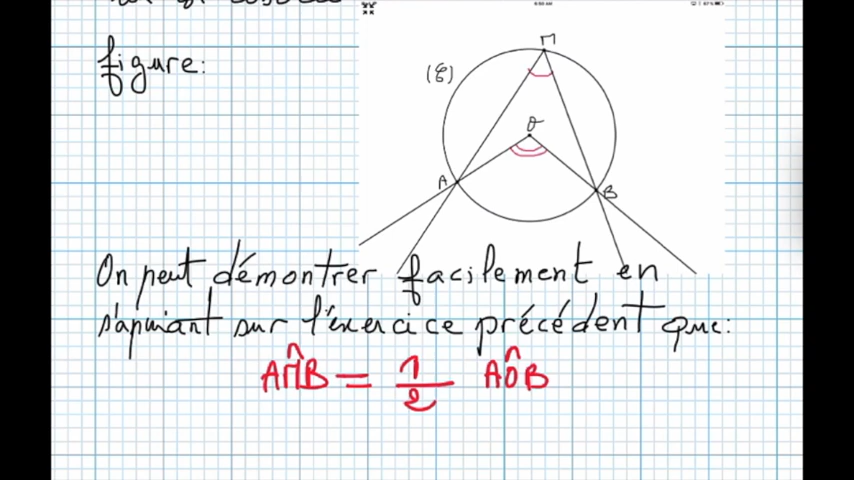 figure:
M
(C)
O
A
B
On peut démontrer facilement en
s'apuiant sur l'exercice précédent que:
AM̂B = 1/2 AÔB